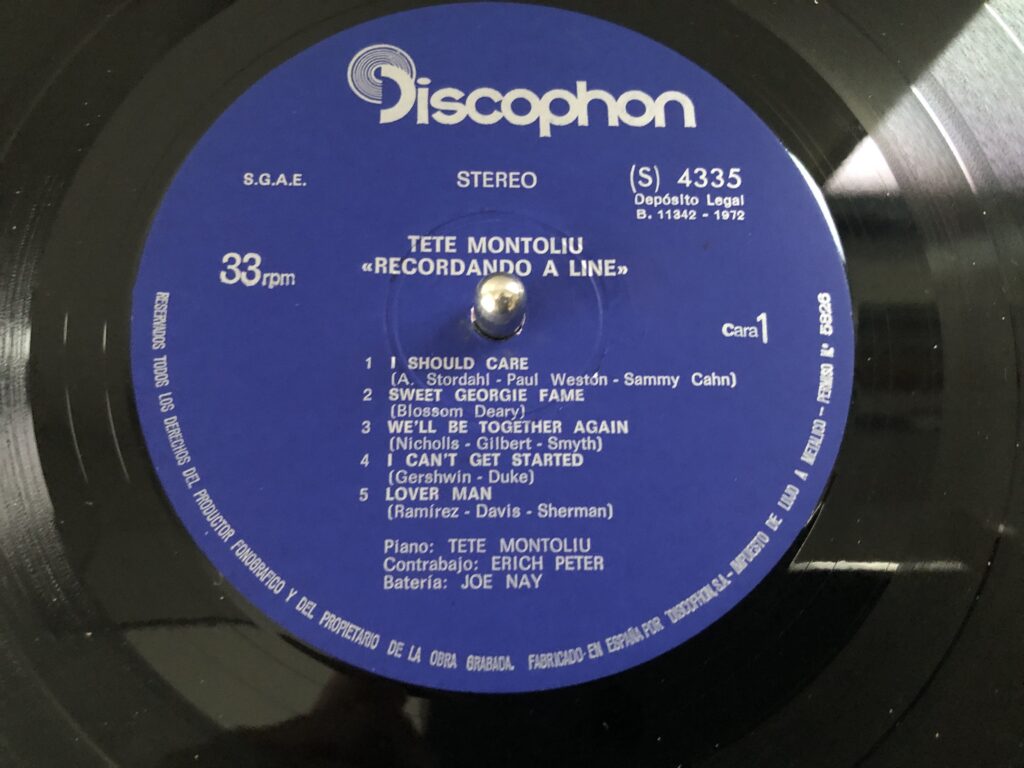 Discophon
S.G.A.E.
STEREO
(S) 4335
Depósito Legal
B. 11342 - 1972
TETE MONTOLIU
«RECORDANDO A LINE»
33 rpm
Cara 1
1 I SHOULD CARE
(A. Stordahl - Paul Weston - Sammy Cahn)
2 SWEET GEORGIE FAME
(Blossom Deary)
3 WE'LL BE TOGETHER AGAIN
(Nicholls - Gilbert - Smyth)
4 I CAN'T GET STARTED
(Gershwin - Duke)
5 LOVER MAN
(Ramírez - Davis - Sherman)
Piano: TETE MONTOLIU
Contrabajo: ERICH PETER
Batería: JOE NAY
RESERVADOS TODOS LOS DERECHOS DEL PRODUCTOR FONOGRAFICO Y DEL PROPIETARIO DE LA OBRA GRABADA. FABRICADO EN ESPAÑA POR DISCOPHON, S.A. - IMPUESTO DE LUJO A METALICO - PERMISO N.º 5826